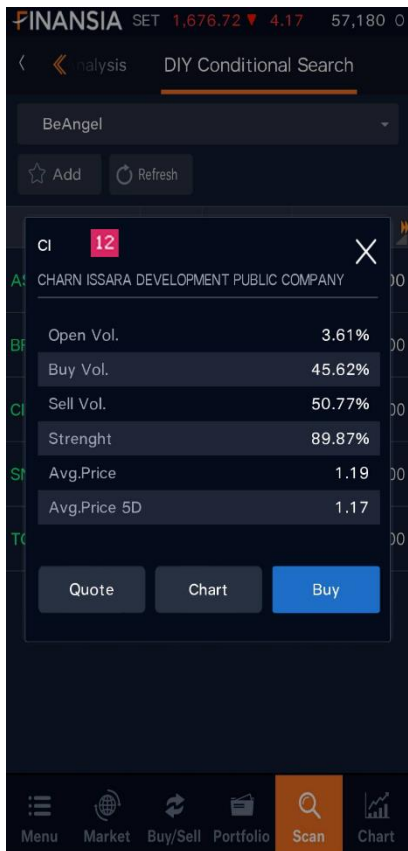 FINANSIA SET 1,676.72▼ 4.17 57,180
nalysis DIY Conditional Search
BeAngel
Add Refresh
CI 12 X
CHARN ISSARA DEVELOPMENT PUBLIC COMPANY
Open Vol. 3.61%
Buy Vol. 45.62%
Sell Vol. 50.77%
Strenght 89.87%
Avg.Price 1.19
Avg.Price 5D 1.17
Quote Chart Buy
Menu Market Buy/Sell Portfolio Scan Chart